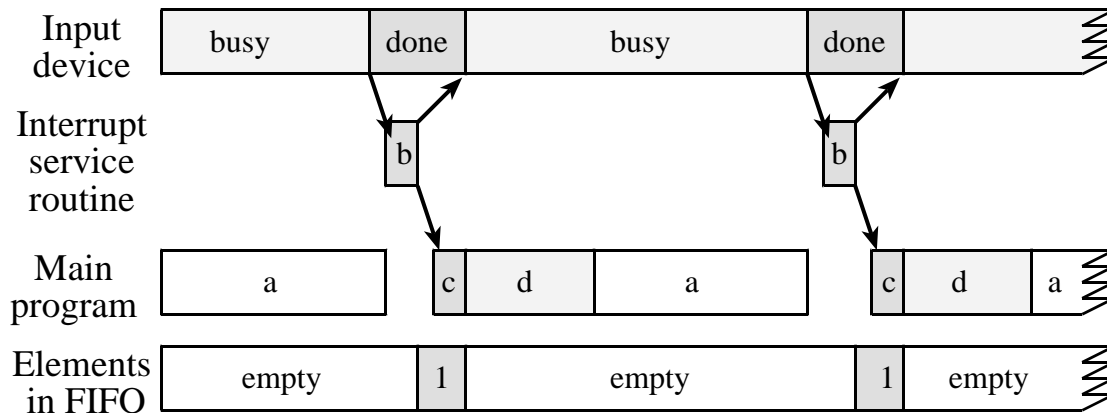 Input
device
busy done busy done
Interrupt
service
routine
b b
Main
program
a c d a c d a
Elements
in FIFO
empty 1 empty 1 empty